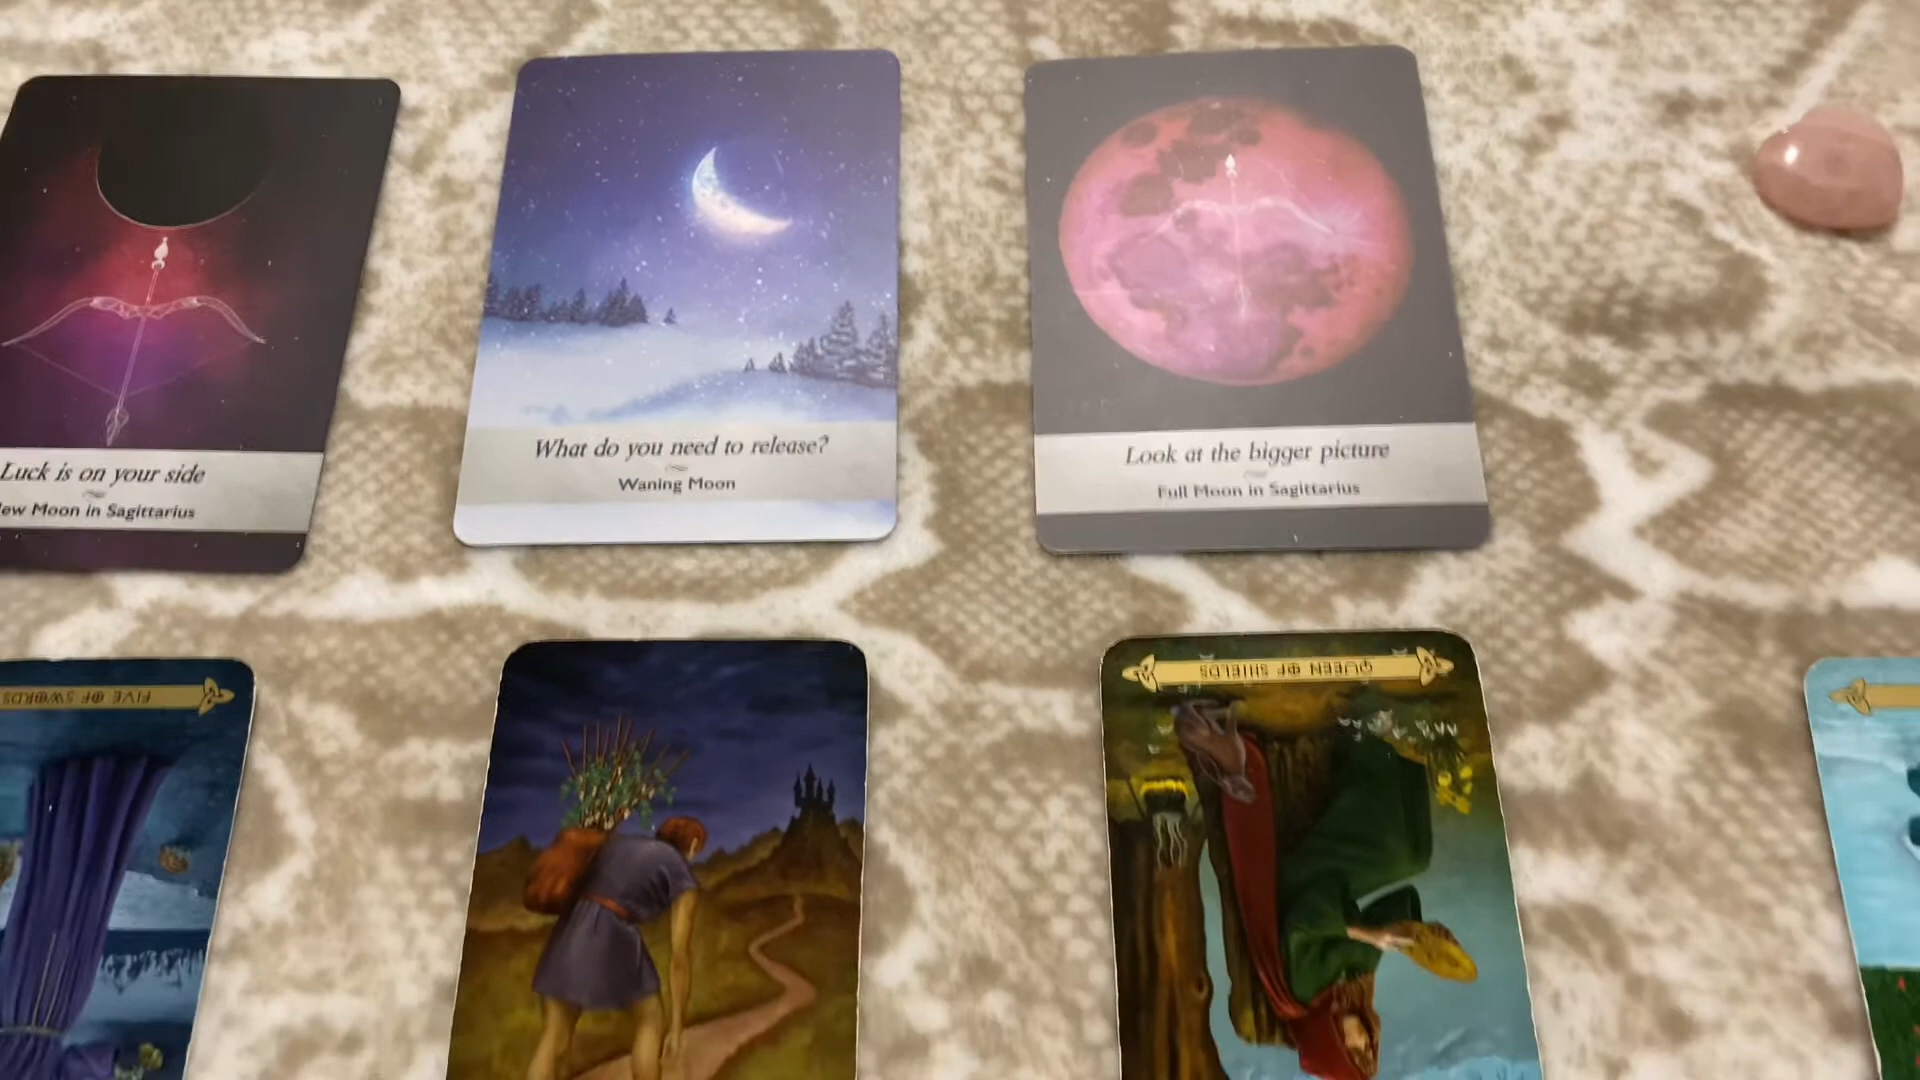 Luck is on your side
ew Moon in Sagittarius
What do you need to release?
Waning Moon
Look at the bigger picture
Full Moon in Sagittarius
FIVE OF SWORDS
QUEEN OF SHIELDS